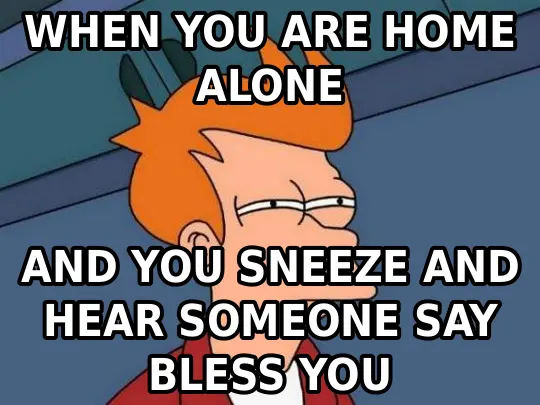 WHEN YOU ARE HOME
ALONE
AND YOU SNEEZE AND
HEAR SOMEONE SAY
BLESS YOU